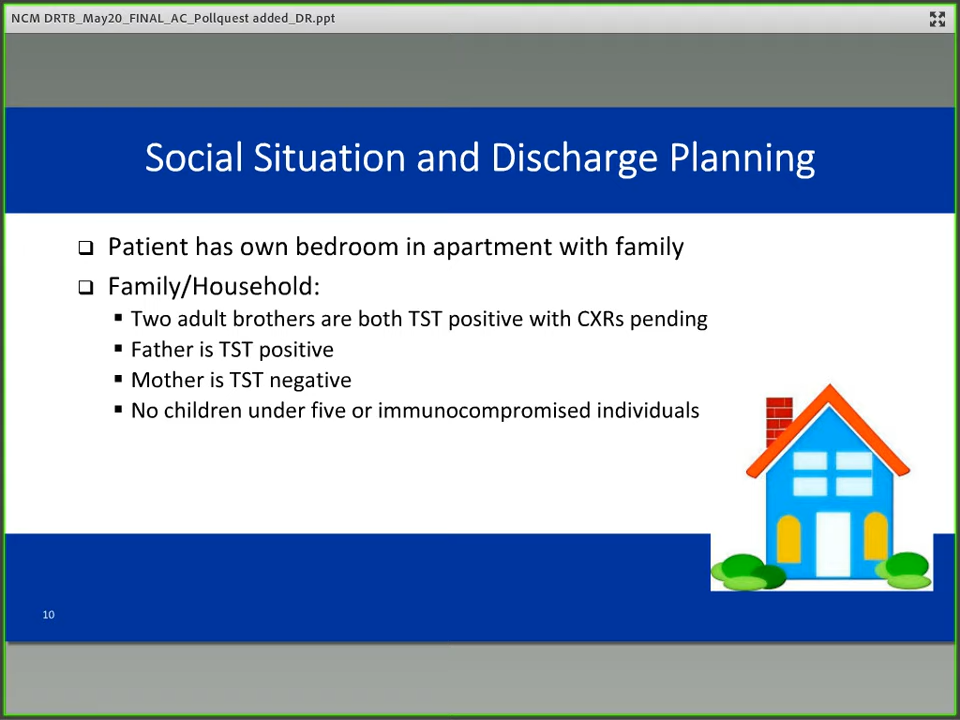 NCM DRTB_May20_FINAL_AC_Pollquest added_DR.ppt
Social Situation and Discharge Planning
Patient has own bedroom in apartment with family
Family/Household:
Two adult brothers are both TST positive with CXRs pending
Father is TST positive
Mother is TST negative
No children under five or immunocompromised individuals
10